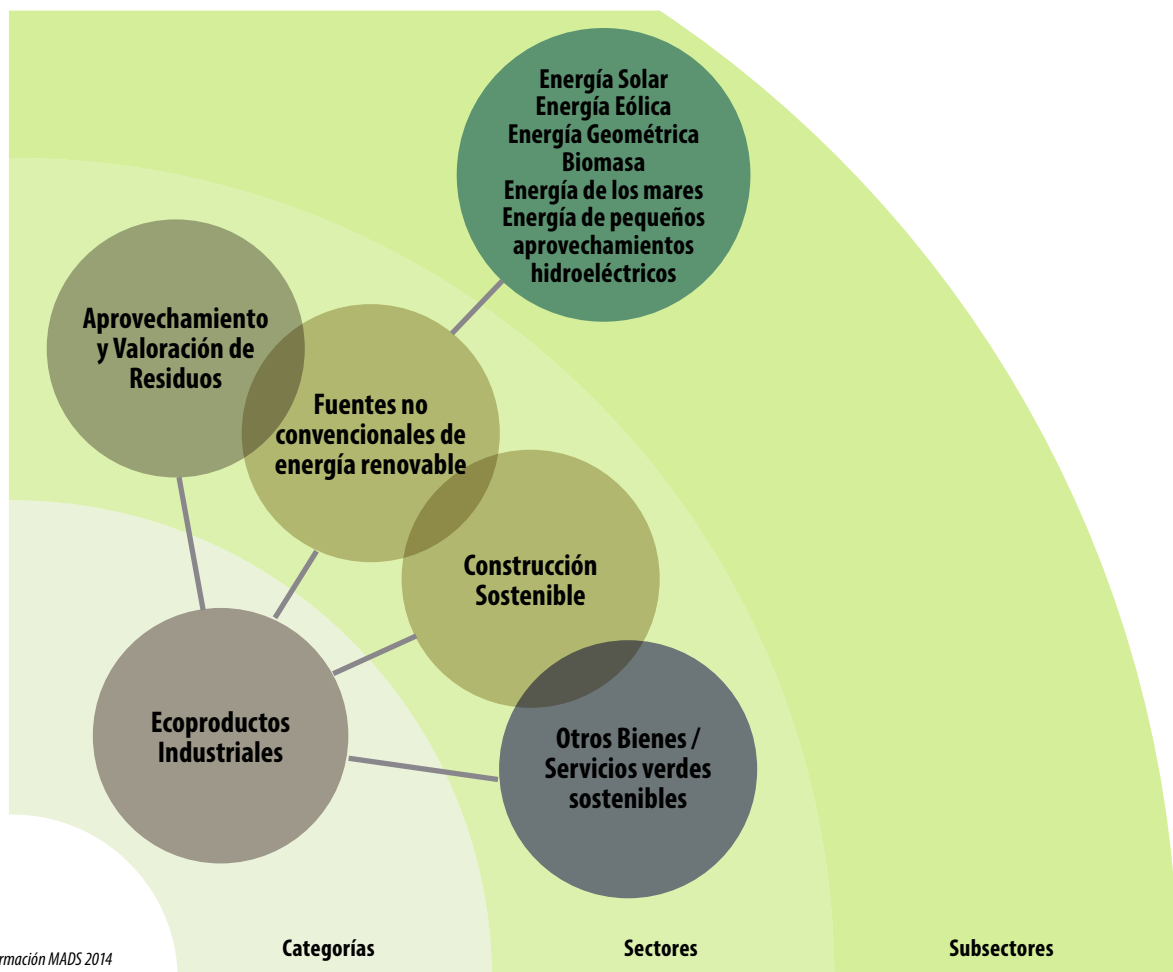 Energía Solar
Energía Eólica
Energía Geométrica
Biomasa
Energía de los mares
Energía de pequeños
aprovechamientos
hidroeléctricos
Aprovechamiento
y Valoración de
Residuos
Fuentes no
convencionales de
energía renovable
Construcción
Sostenible
Ecoproductos
Industriales
Otros Bienes /
Servicios verdes
sostenibles
Categorías
Sectores
Subsectores
rmación MADS 2014